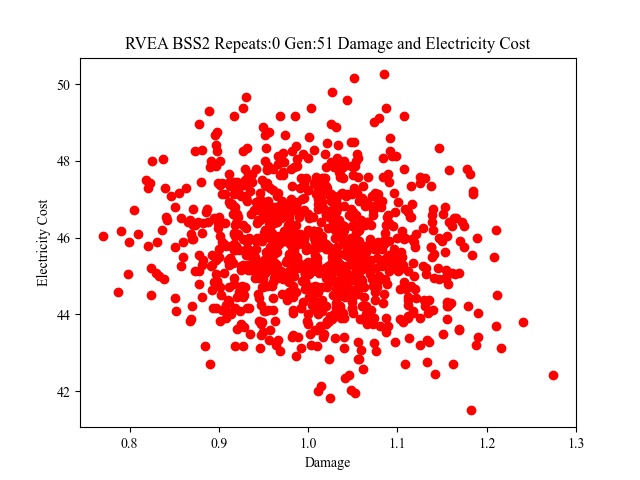 RVEA BSS2 Repeats:0 Gen:51 Damage and Electricity Cost
50
48
46
44
42
Electricity Cost
0.8 0.9 1.0 1.1 1.2 1.3
Damage